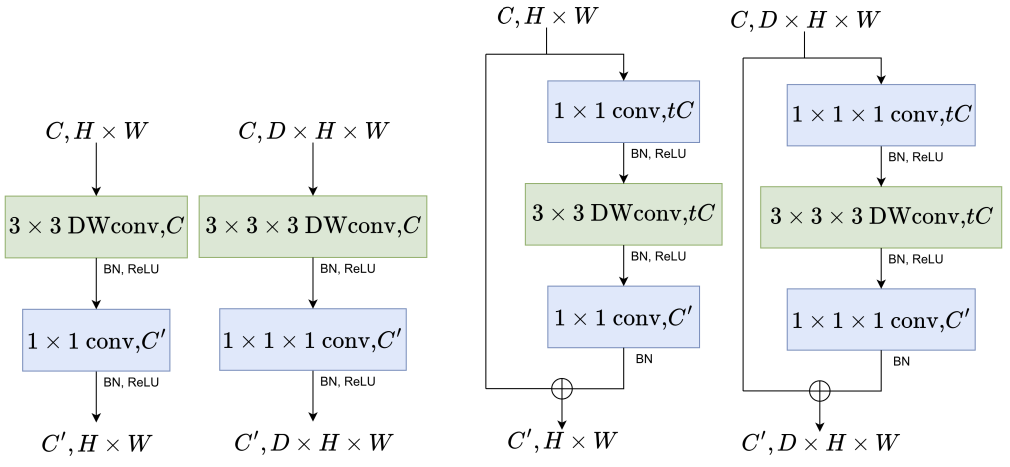 C, H × W
3 × 3 DWconv,C
BN, ReLU
1 × 1 conv,C′
BN, ReLU
C′, H × W
C, D × H × W
3 × 3 × 3 DWconv,C
BN, ReLU
1 × 1 × 1 conv,C′
BN, ReLU
C′, D × H × W
C, H × W
1 × 1 conv,tC
BN, ReLU
3 × 3 DWconv,tC
BN, ReLU
1 × 1 conv,C′
BN
C′, H × W
C, D × H × W
1 × 1 × 1 conv,tC
BN, ReLU
3 × 3 × 3 DWconv,tC
BN, ReLU
1 × 1 × 1 conv,C′
BN
C′, D × H × W